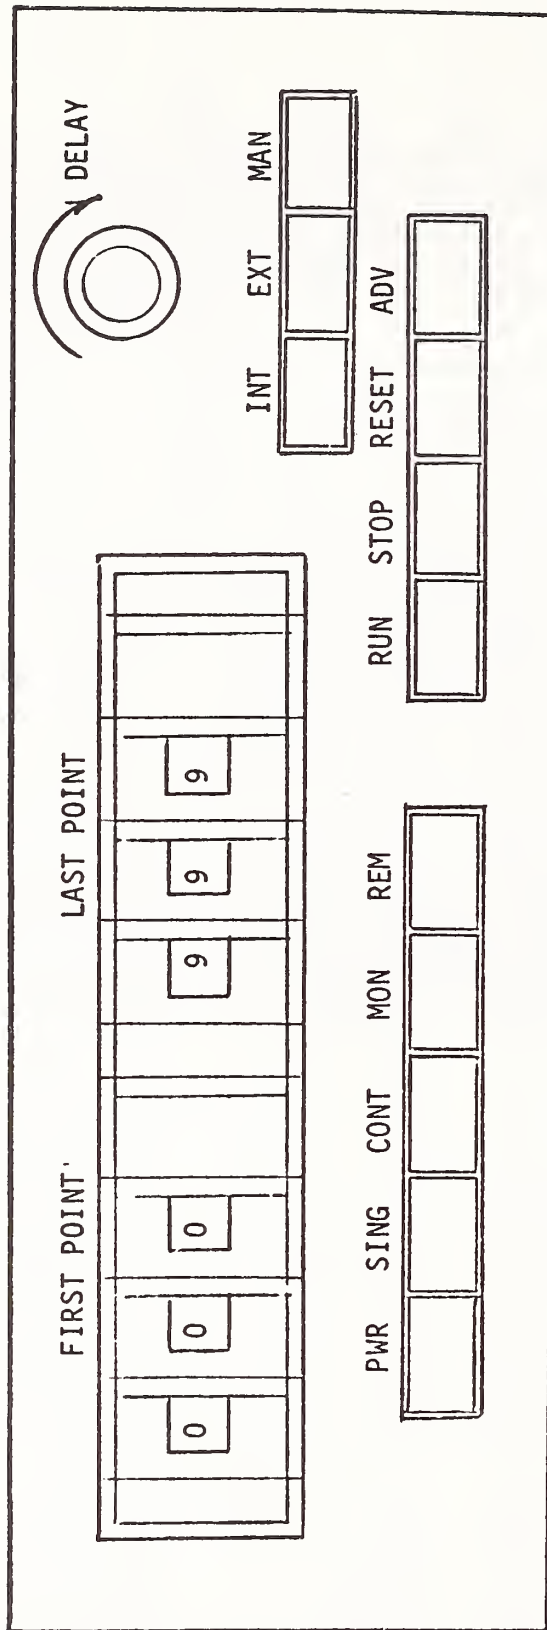 FIRST POINT LAST POINT DELAY
0 0 0 9 9 9
INT EXT MAN
PWR SING CONT MON REM RUN STOP RESET ADV